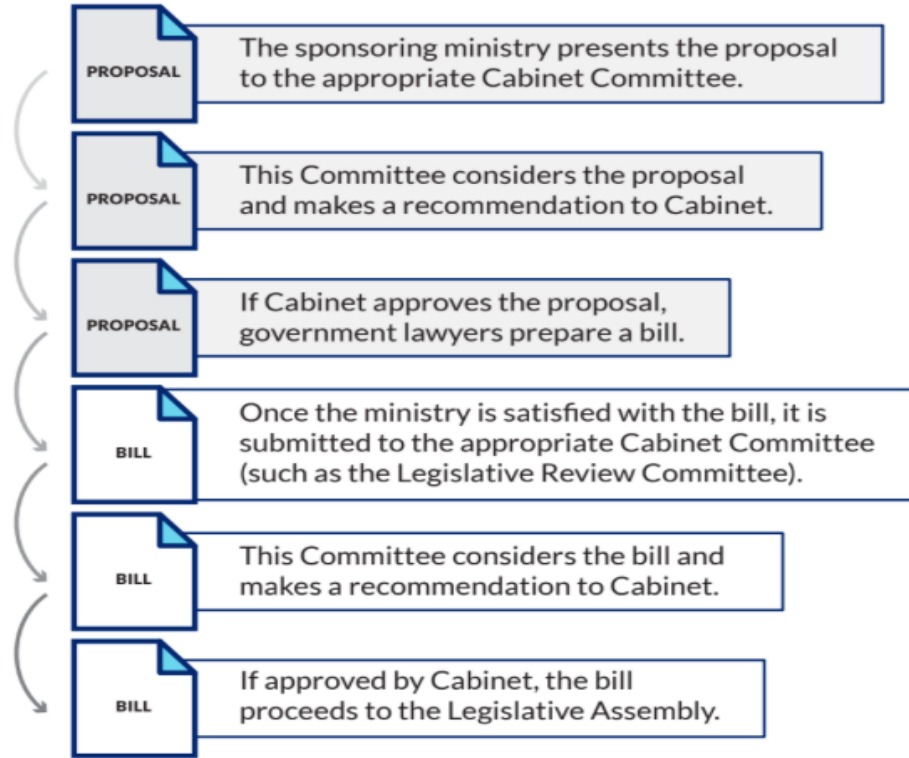 PROPOSAL
The sponsoring ministry presents the proposal
to the appropriate Cabinet Committee.
PROPOSAL
This Committee considers the proposal
and makes a recommendation to Cabinet.
PROPOSAL
If Cabinet approves the proposal,
government lawyers prepare a bill.
BILL
Once the ministry is satisfied with the bill, it is
submitted to the appropriate Cabinet Committee
(such as the Legislative Review Committee).
BILL
This Committee considers the bill and
makes a recommendation to Cabinet.
BILL
If approved by Cabinet, the bill
proceeds to the Legislative Assembly.